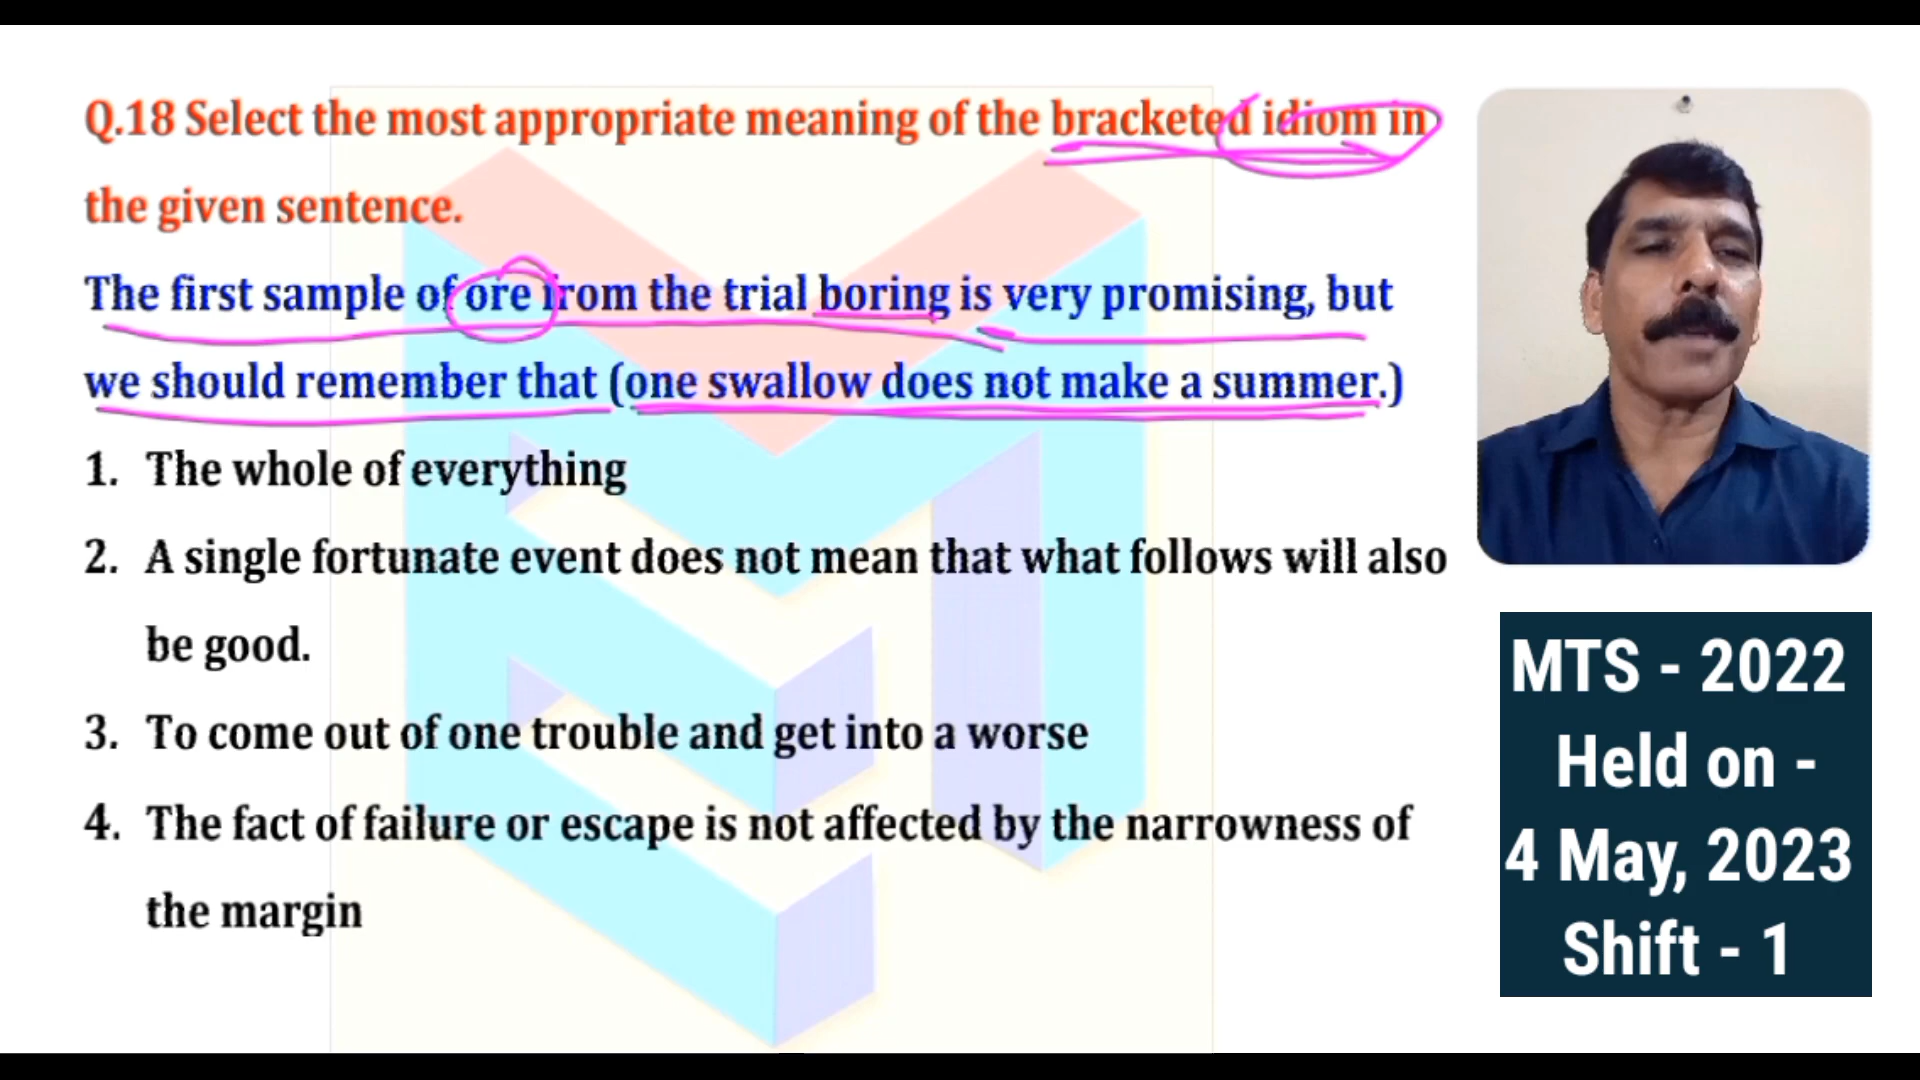 Q.18 Select the most appropriate meaning of the bracketed idiom in
the given sentence.
The first sample of ore from the trial boring is very promising, but
we should remember that (one swallow does not make a summer.)
1. The whole of everything
2. A single fortunate event does not mean that what follows will also
be good.
3. To come out of one trouble and get into a worse
4. The fact of failure or escape is not affected by the narrowness of
the margin
MTS - 2022
Held on -
4 May, 2023
Shift - 1